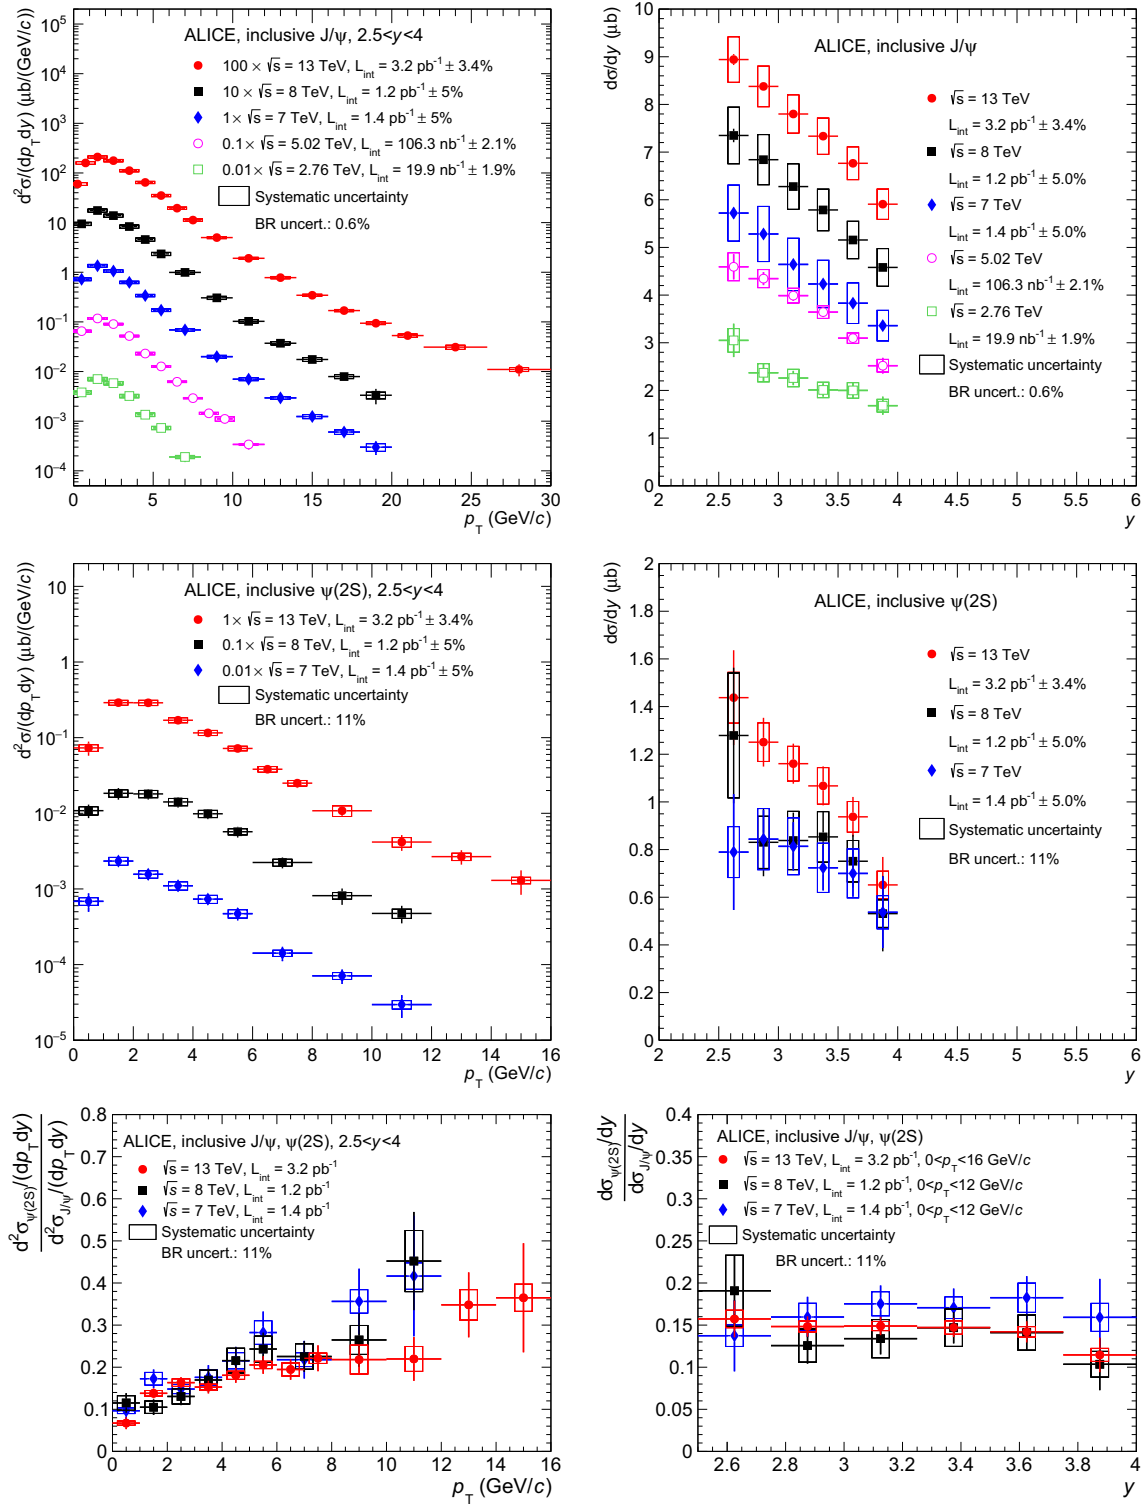 d²σ/(dp_T dy) (μb/(GeV/c))
ALICE, inclusive J/ψ, 2.5<y<4
100 × √s = 13 TeV, L_int = 3.2 pb⁻¹ ± 3.4%
10 × √s = 8 TeV, L_int = 1.2 pb⁻¹ ± 5%
1 × √s = 7 TeV, L_int = 1.4 pb⁻¹ ± 5%
0.1 × √s = 5.02 TeV, L_int = 106.3 nb⁻¹ ± 2.1%
0.01 × √s = 2.76 TeV, L_int = 19.9 nb⁻¹ ± 1.9%
Systematic uncertainty
BR uncert.: 0.6%
10⁵
10⁴
10³
10²
10
1
10⁻¹
10⁻²
10⁻³
10⁻⁴
0 5 10 15 20 25 30
p_T (GeV/c)
dσ/dy (μb)
ALICE, inclusive J/ψ
√s = 13 TeV
L_int = 3.2 pb⁻¹ ± 3.4%
√s = 8 TeV
L_int = 1.2 pb⁻¹ ± 5.0%
√s = 7 TeV
L_int = 1.4 pb⁻¹ ± 5.0%
√s = 5.02 TeV
L_int = 106.3 nb⁻¹ ± 2.1%
√s = 2.76 TeV
L_int = 19.9 nb⁻¹ ± 1.9%
Systematic uncertainty
BR uncert.: 0.6%
10
9
8
7
6
5
4
3
2
1
0
2 2.5 3 3.5 4 4.5 5 5.5 6
y
d²σ/(dp_T dy) (μb/(GeV/c))
ALICE, inclusive ψ(2S), 2.5<y<4
1 × √s = 13 TeV, L_int = 3.2 pb⁻¹ ± 3.4%
0.1 × √s = 8 TeV, L_int = 1.2 pb⁻¹ ± 5%
0.01 × √s = 7 TeV, L_int = 1.4 pb⁻¹ ± 5%
Systematic uncertainty
BR uncert.: 11%
10
1
10⁻¹
10⁻²
10⁻³
10⁻⁴
10⁻⁵
0 2 4 6 8 10 12 14 16
p_T (GeV/c)
dσ/dy (μb)
ALICE, inclusive ψ(2S)
√s = 13 TeV
L_int = 3.2 pb⁻¹ ± 3.4%
√s = 8 TeV
L_int = 1.2 pb⁻¹ ± 5.0%
√s = 7 TeV
L_int = 1.4 pb⁻¹ ± 5.0%
Systematic uncertainty
BR uncert.: 11%
2
1.8
1.6
1.4
1.2
1
0.8
0.6
0.4
0.2
0
2 2.5 3 3.5 4 4.5 5 5.5 6
y
d²σ_ψ(2S)/(dp_T dy)
d²σ_J/ψ/(dp_T dy)
ALICE, inclusive J/ψ, ψ(2S), 2.5<y<4
√s = 13 TeV, L_int = 3.2 pb⁻¹
√s = 8 TeV, L_int = 1.2 pb⁻¹
√s = 7 TeV, L_int = 1.4 pb⁻¹
Systematic uncertainty
BR uncert.: 11%
0.8
0.7
0.6
0.5
0.4
0.3
0.2
0.1
0
0 2 4 6 8 10 12 14 16
p_T (GeV/c)
dσ_ψ(2S)/dy
dσ_J/ψ/dy
ALICE, inclusive J/ψ, ψ(2S)
√s = 13 TeV, L_int = 3.2 pb⁻¹, 0<p_T<16 GeV/c
√s = 8 TeV, L_int = 1.2 pb⁻¹, 0<p_T<12 GeV/c
√s = 7 TeV, L_int = 1.4 pb⁻¹, 0<p_T<12 GeV/c
Systematic uncertainty
BR uncert.: 11%
0.4
0.35
0.3
0.25
0.2
0.15
0.1
0.05
0
2.6 2.8 3 3.2 3.4 3.6 3.8 4
y